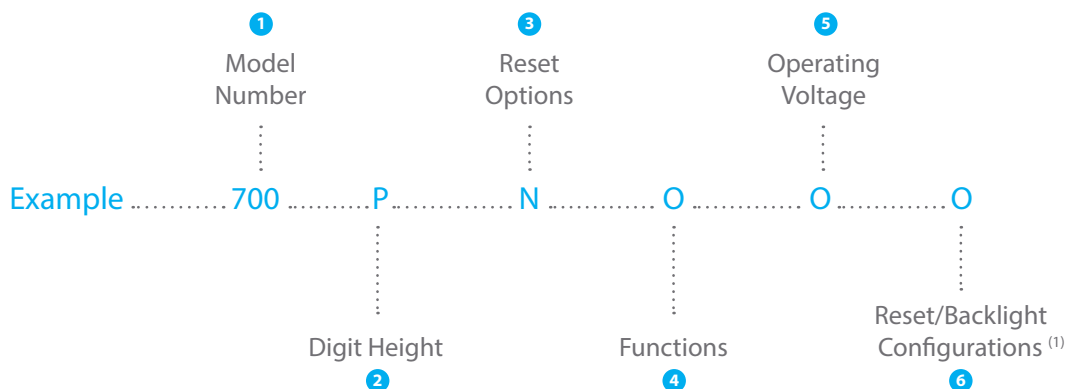 1 3 5
Model Number Reset Options Operating Voltage
Example 700 P N O O O
Digit Height Functions Reset/Backlight Configurations (1)
2 4 6